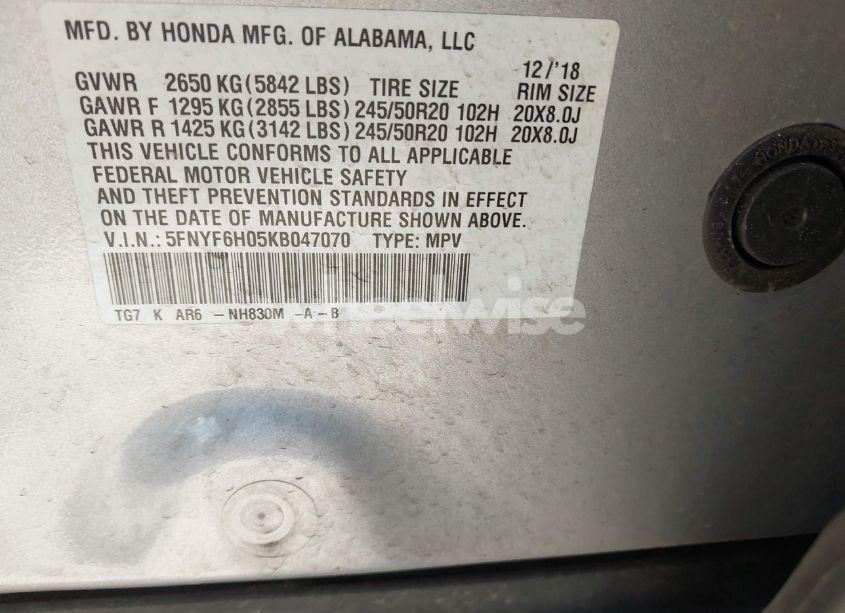 MFD. BY HONDA MFG. OF ALABAMA, LLC
12/'18
GVWR 2650 KG(5842 LBS) TIRE SIZE RIM SIZE
GAWR F 1295 KG(2855 LBS) 245/50R20 102H 20X8.0J
GAWR R 1425 KG(3142 LBS) 245/50R20 102H 20X8.0J
THIS VEHICLE CONFORMS TO ALL APPLICABLE
FEDERAL MOTOR VEHICLE SAFETY
AND THEFT PREVENTION STANDARDS IN EFFECT
ON THE DATE OF MANUFACTURE SHOWN ABOVE.
V.I.N.: 5FNYF6H05KB047070 TYPE: MPV
TG7 K AR6 -NH830M -A-B
wheelwise
HONDA